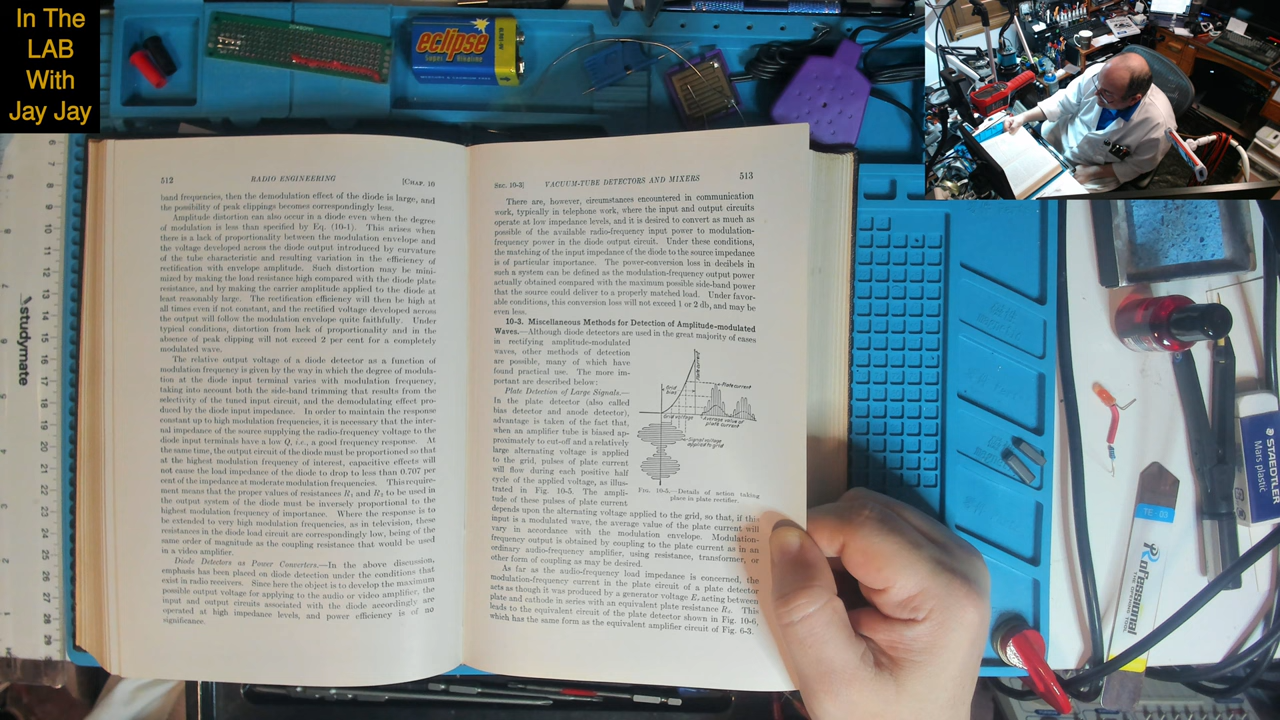 In The
LAB
With
Jay Jay
eclipse
studymate
STAEDTLER
Mars plastic
TE-03
RoFessional
512 RADIO ENGINEERING [CHAP. 10
band frequencies, then the demodulation effect of the diode is large, and
the possibility of peak clippings becomes correspondingly less.
Amplitude distortion can also occur in a diode even when the degree
of modulation is less than specified by Eq. (10-1). This arises when
there is a lack of proportionality between the modulation envelope and
the voltage developed across the diode output introduced by curvature
of the tube characteristic and resulting variation in the efficiency of
rectification with envelope amplitude. Such distortion may be mini-
mized by making the load resistance high compared with the diode plate
resistance, and by making the carrier amplitude applied to the diode at
least reasonably large. The rectification efficiency will then be high at
all times even if not constant, and the rectified voltage developed across
the output will follow the modulation envelope quite faithfully. Under
typical conditions, distortion from lack of proportionality and in the
absence of peak clipping will not exceed 2 per cent for a completely
modulated wave.
The relative output voltage of a diode detector as a function of
modulation frequency is given by the way in which the degree of modula-
tion at the diode input terminal varies with modulation frequency,
taking into account both the side-band trimming that results from the
selectivity of the tuned input circuit, and the demodulating effect pro-
duced by the diode input impedance. In order to maintain the response
constant up to high modulation frequencies, it is necessary that the inter-
nal impedance of the source supplying the radio-frequency voltage to the
diode input terminals have a low Q, i.e., a good frequency response. At
the same time, the output circuit of the diode must be proportioned so that
at the highest modulation frequency of interest, capacitive effects will
not cause the load impedance of the diode to drop to less than 0.707 per
cent of the impedance at moderate modulation frequencies. This require-
ment means that the proper values of resistances R₁ and R₂ to be used in
the output system of the diode must be inversely proportional to the
highest modulation frequency of importance. Where the response is to
be extended to very high modulation frequencies, as in television, these
resistances in the diode load circuit are correspondingly low, being of the
same order of magnitude as the coupling resistance that would be used
in a video amplifier.
Diode Detectors as Power Converters.—In the above discussion,
emphasis has been placed on diode detection under the conditions that
exist in radio receivers. Since here the object is to develop the maximum
possible output voltage for applying to the audio or video amplifier, the
input and output circuits associated with the diode accordingly are
operated at high impedance levels, and power efficiency is of no
significance.
SEC. 10-3] VACUUM-TUBE DETECTORS AND MIXERS 513
There are, however, circumstances encountered in communication
work, typically in telephone work, where the input and output circuits
operate at low impedance levels, and it is desired to convert as much as
possible of the available radio-frequency input power to modulation-
frequency power in the diode output circuit. Under these conditions,
the matching of the input impedance of the diode to the source impedance
is of particular importance. The power-conversion loss in decibels in
such a system can be defined as the modulation-frequency output power
actually obtained compared with the maximum possible side-band power
that the source could deliver to a properly matched load. Under favor-
able conditions, this conversion loss will not exceed 1 or 2 db, and may be
even less.
10-3. Miscellaneous Methods for Detection of Amplitude-modulated
Waves.—Although diode detectors are used in the great majority of cases
in rectifying amplitude-modulated
waves, other methods of detection
are possible, many of which have
found practical use. The more im-
portant are described below:
Plate Detection of Large Signals.—
In the plate detector (also called
bias detector and anode detector),
advantage is taken of the fact that,
when an amplifier tube is biased ap-
proximately to cut-off and a relatively
large alternating voltage is applied
to the grid, pulses of plate current
will flow during each positive half
cycle of the applied voltage, as illus-
trated in Fig. 10-5. The ampli-
tude of these pulses of plate current
Grid
bias
Plate current
Grid voltage
Average value of
plate current
Signal voltage
applied to grid
FIG. 10-5.—Details of action taking
place in plate rectifier.
depends upon the alternating voltage applied to the grid, so that, if this
input is a modulated wave, the average value of the plate current will
vary in accordance with the modulation envelope. Modulation-
frequency output is obtained by coupling to the plate current as in an
ordinary audio-frequency amplifier, using resistance, transformer, or
other form of coupling as may be desired.
As far as the audio-frequency load impedance is concerned, the
modulation-frequency current in the plate circuit of a plate detector
acts as though it was produced by a generator voltage E, acting between
plate and cathode in series with an equivalent plate resistance R₀. This
leads to the equivalent circuit of the plate detector shown in Fig. 10-6,
which has the same form as the equivalent amplifier circuit of Fig. 6-3.